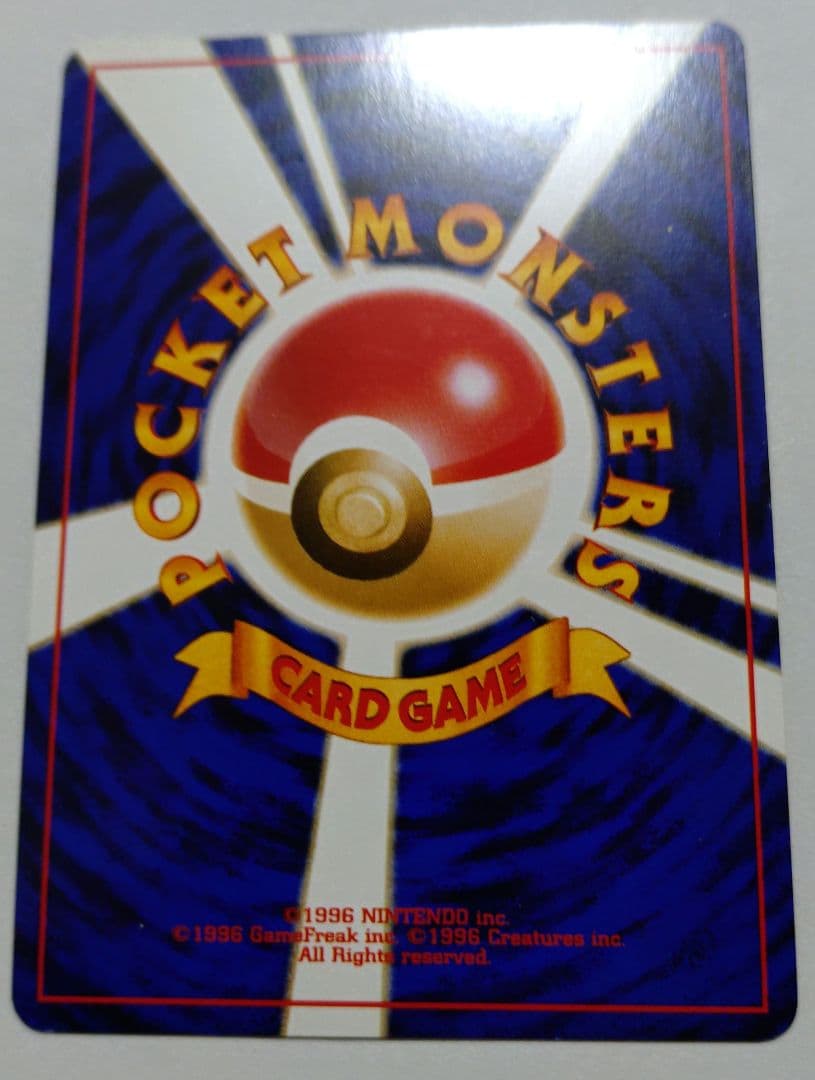 POCKET MONSTERS
CARD GAME
©1996 NINTENDO inc.
©1996 GameFreak inc. ©1996 Creatures inc.
All Rights reserved.